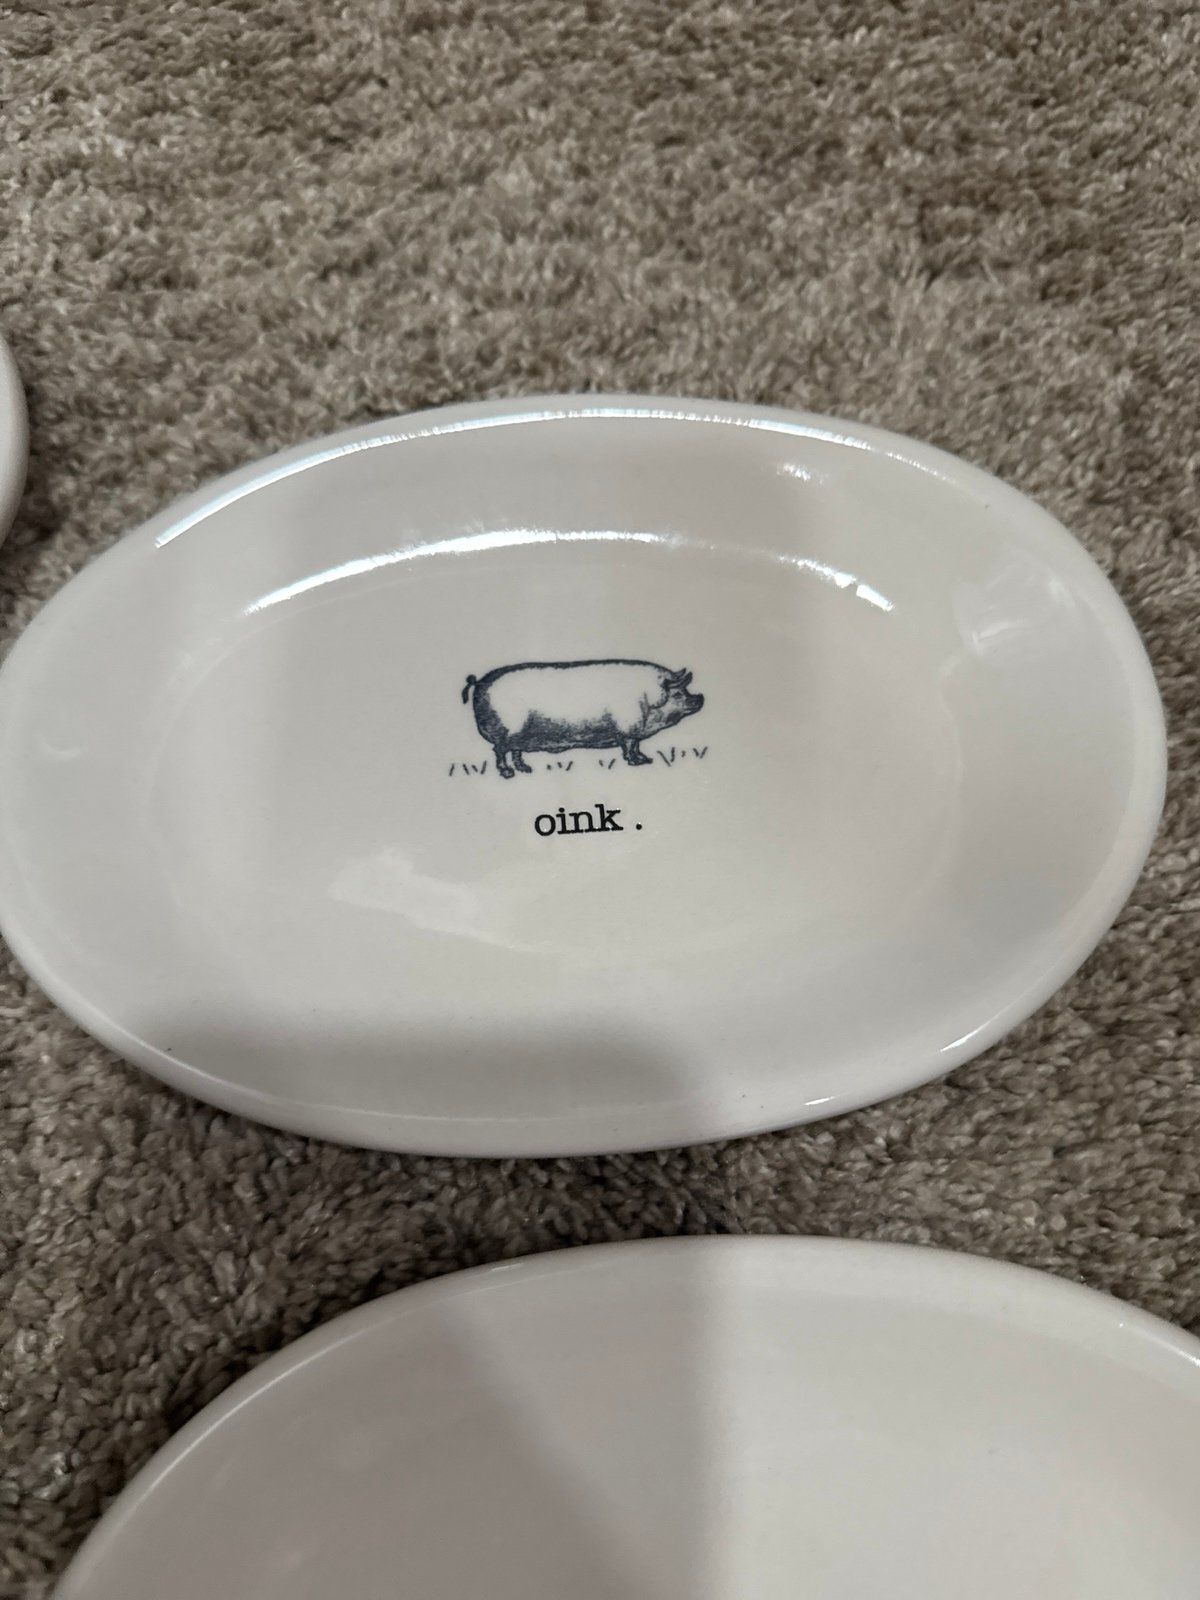 oink .